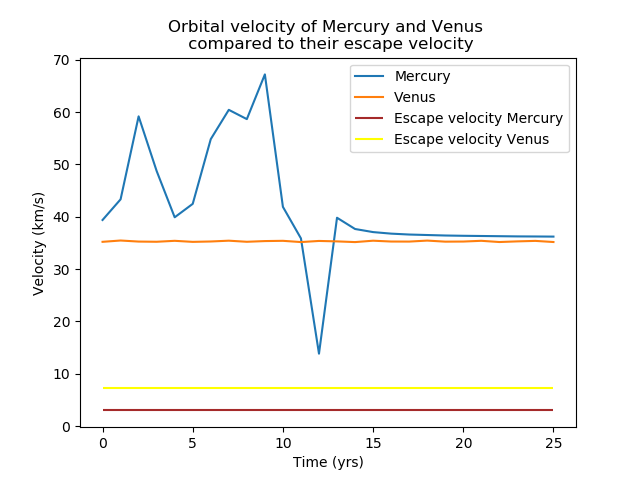 Orbital velocity of Mercury and Venus
compared to their escape velocity
70
60
50
40
30
20
10
0
Velocity (km/s)
Mercury
Venus
Escape velocity Mercury
Escape velocity Venus
0 5 10 15 20 25
Time (yrs)